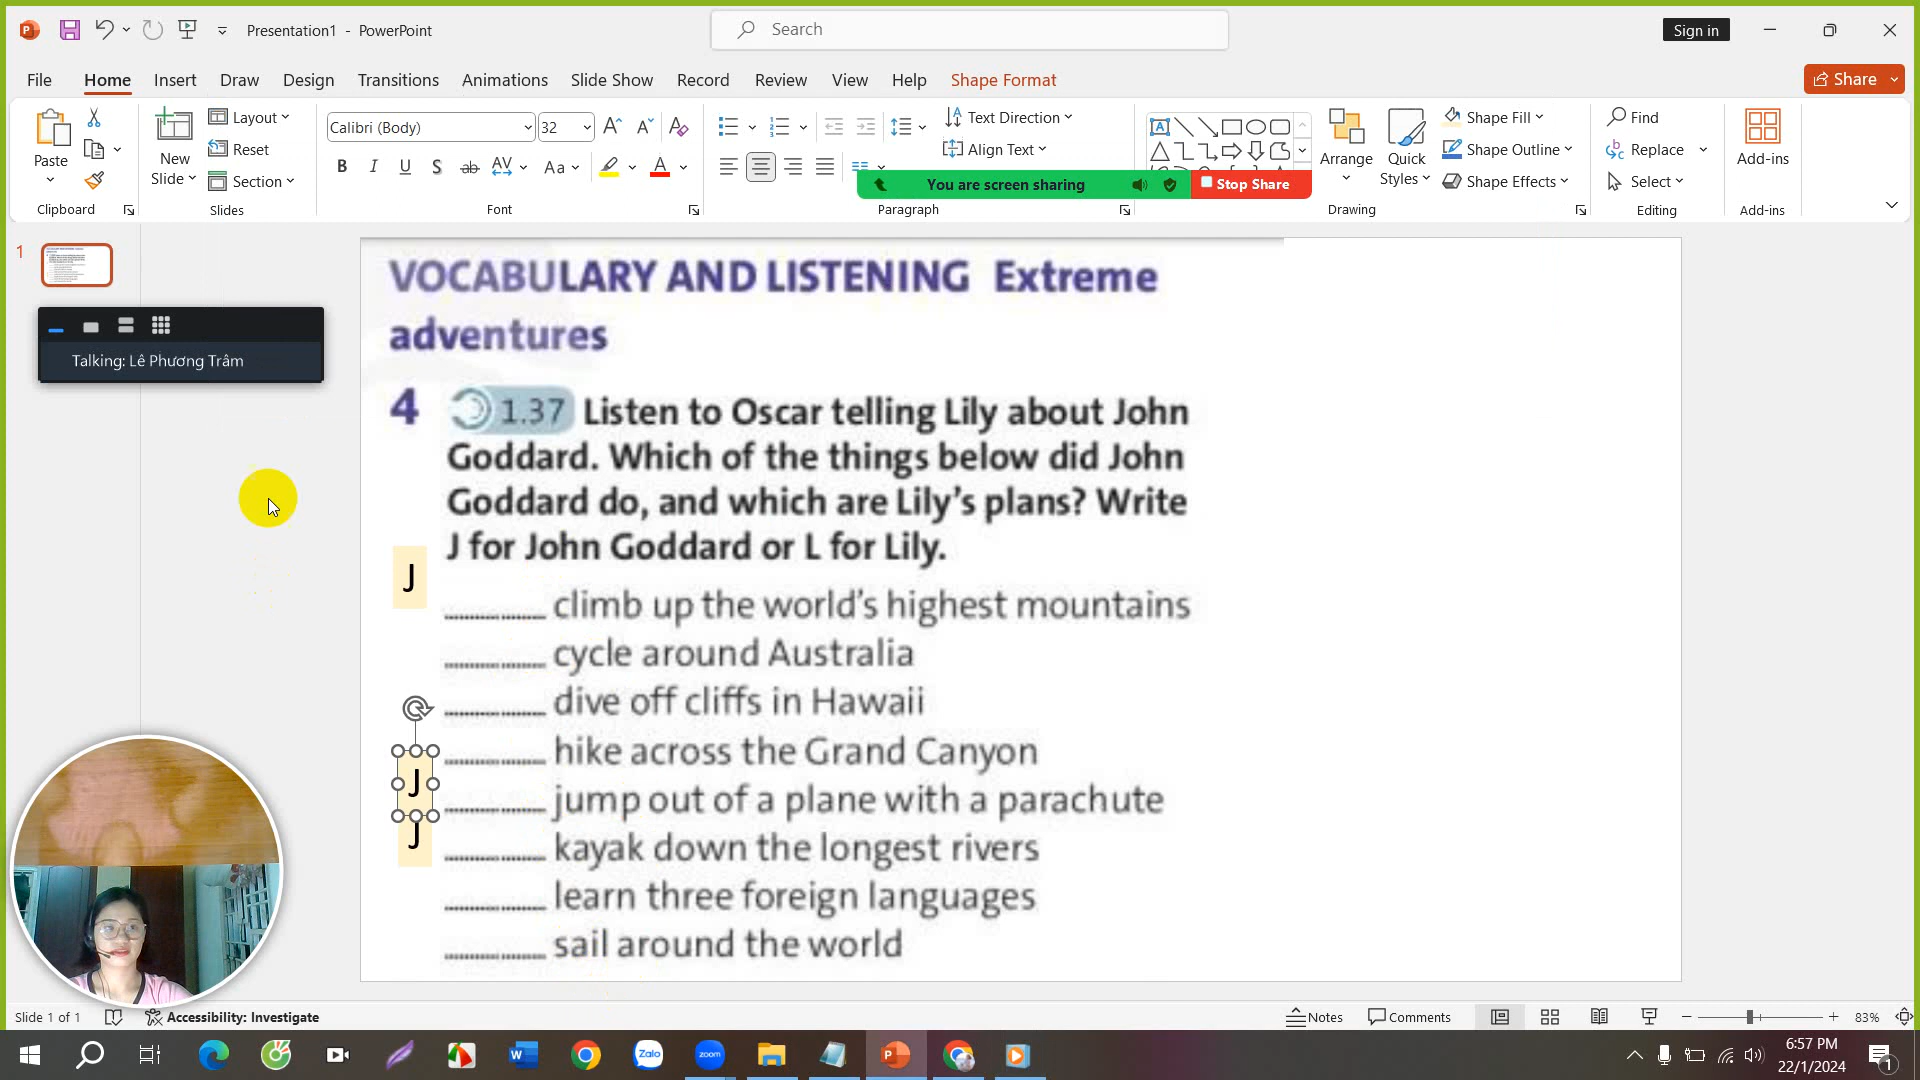 Presentation1 - PowerPoint
Search
Sign in
File Home Insert Draw Design Transitions Animations Slide Show Record Review View Help Shape Format
Share
Paste
New Slide
Layout
Reset
Section
Calibri (Body)
32
Text Direction
Align Text
Arrange
Quick Styles
Shape Fill
Shape Outline
Shape Effects
Find
Replace
Select
Add-ins
You are screen sharing
Stop Share
Clipboard
Slides
Font
Paragraph
Drawing
Editing
Add-ins
1
Talking: Lê Phương Trâm
VOCABULARY AND LISTENING Extreme
adventures
4 1.37 Listen to Oscar telling Lily about John
Goddard. Which of the things below did John
Goddard do, and which are Lily's plans? Write
J for John Goddard or L for Lily.
J
climb up the world's highest mountains
cycle around Australia
dive off cliffs in Hawaii
hike across the Grand Canyon
J
jump out of a plane with a parachute
J
kayak down the longest rivers
learn three foreign languages
sail around the world
Slide 1 of 1
Accessibility: Investigate
Notes
Comments
83%
Zalo
zoom
6:57 PM
22/1/2024
1